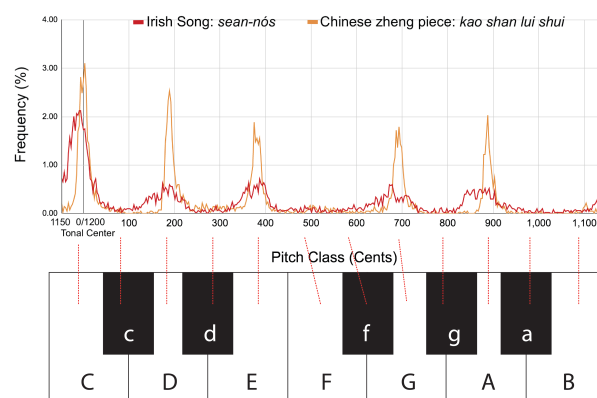 Irish Song: sean-nós
Chinese zheng piece: kao shan lui shui
Frequency (%)
4.00
3.00
2.00
1.00
0.00
1150 0/1200 100 200 300 400 500 600 700 800 900 1,000 1,100
Tonal Center
Pitch Class (Cents)
c d f g a
C D E F G A B